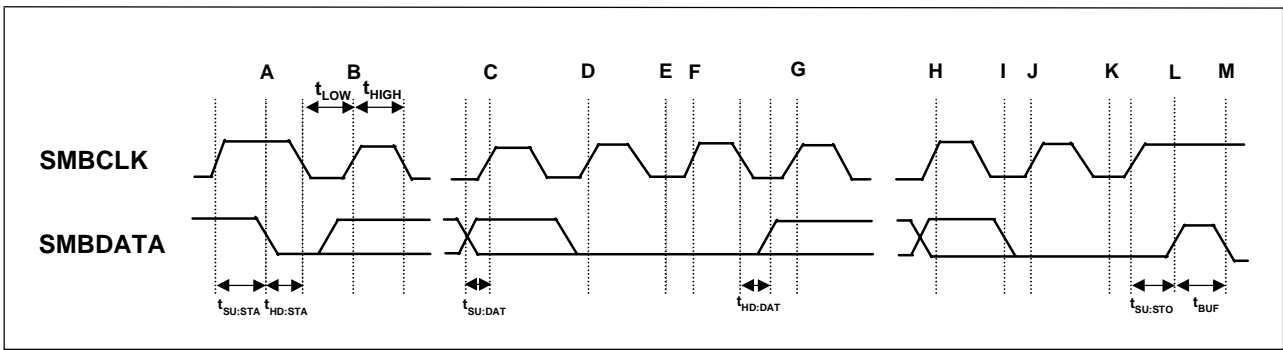 A B C D E F G H I J K L M
tLOW tHIGH
SMBCLK
SMBDATA
tSU:STA tHD:STA tSU:DAT tHD:DAT tSU:STO tBUF